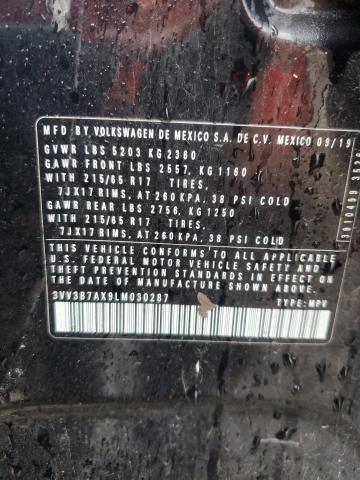 MFD BY VOLKSWAGEN DE MEXICO S.A. DE C.V. MEXICO 09/19
GVWR LBS 5203 KG 2360
GAWR FRONT LBS 2557, KG 1160
WITH 215/65 R17 TIRES,
7JX17 RIMS, AT 260 KPA, 38 PSI COLD
GAWR REAR LBS 2756, KG 1250
WITH 215/65 R17 TIRES,
7JX17 RIMS, AT 260 KPA, 38 PSI COLD
THIS VEHICLE CONFORMS TO ALL APPLICABLE
U.S. FEDERAL MOTOR VEHICLE SAFETY AND THEFT
PREVENTION STANDARDS IN EFFECT ON THE
DATE OF MANUFACTURE SHOWN ABOVE.
3VV3B7AX9LM030287 TYPE: MPV